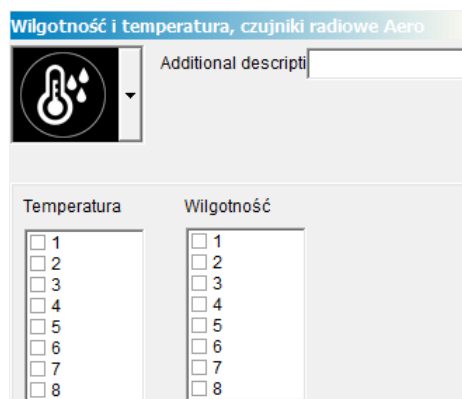 Wilgotność i temperatura, czujniki radiowe Aero
Additional descripti
Temperatura Wilgotność
1 1
2 2
3 3
4 4
5 5
6 6
7 7
8 8